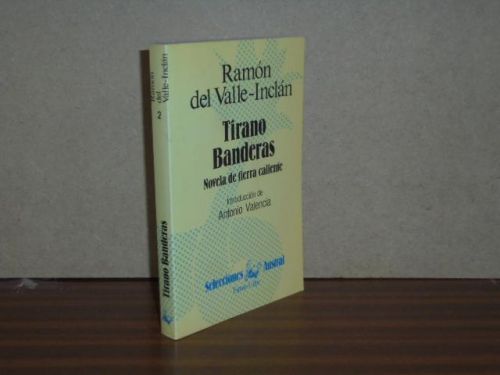 Ramón
del Valle-Inclán
Tirano
Banderas
Novela de tierra caliente
Introducción de
Antonio Valencia
Selecciones Austral
Espasa-Calpe
Ramón
del
Valle-Inclán
2
Tirano Banderas